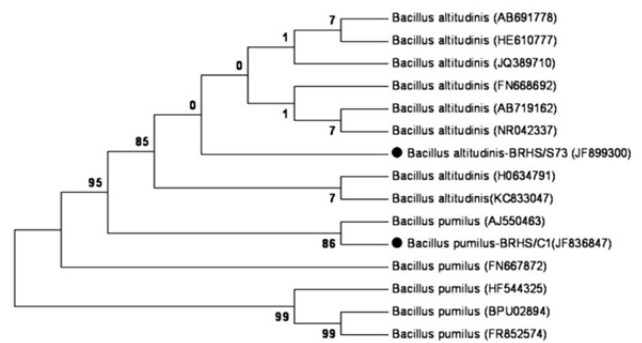 7
Bacillus altitudinis (AB691778)
Bacillus altitudinis (HE610777)
1
Bacillus altitudinis (JQ389710)
0
Bacillus altitudinis (FN668692)
1
Bacillus altitudinis (AB719162)
7
Bacillus altitudinis (NR042337)
0
Bacillus altitudinis-BRHS/S73 (JF899300)
85
Bacillus altitudinis (H0634791)
7
Bacillus altitudinis(KC833047)
95
Bacillus pumilus (AJ550463)
86
Bacillus pumilus-BRHS/C1(JF836847)
Bacillus pumilus (FN667872)
Bacillus pumilus (HF544325)
99
Bacillus pumilus (BPU02894)
99
Bacillus pumilus (FR852574)